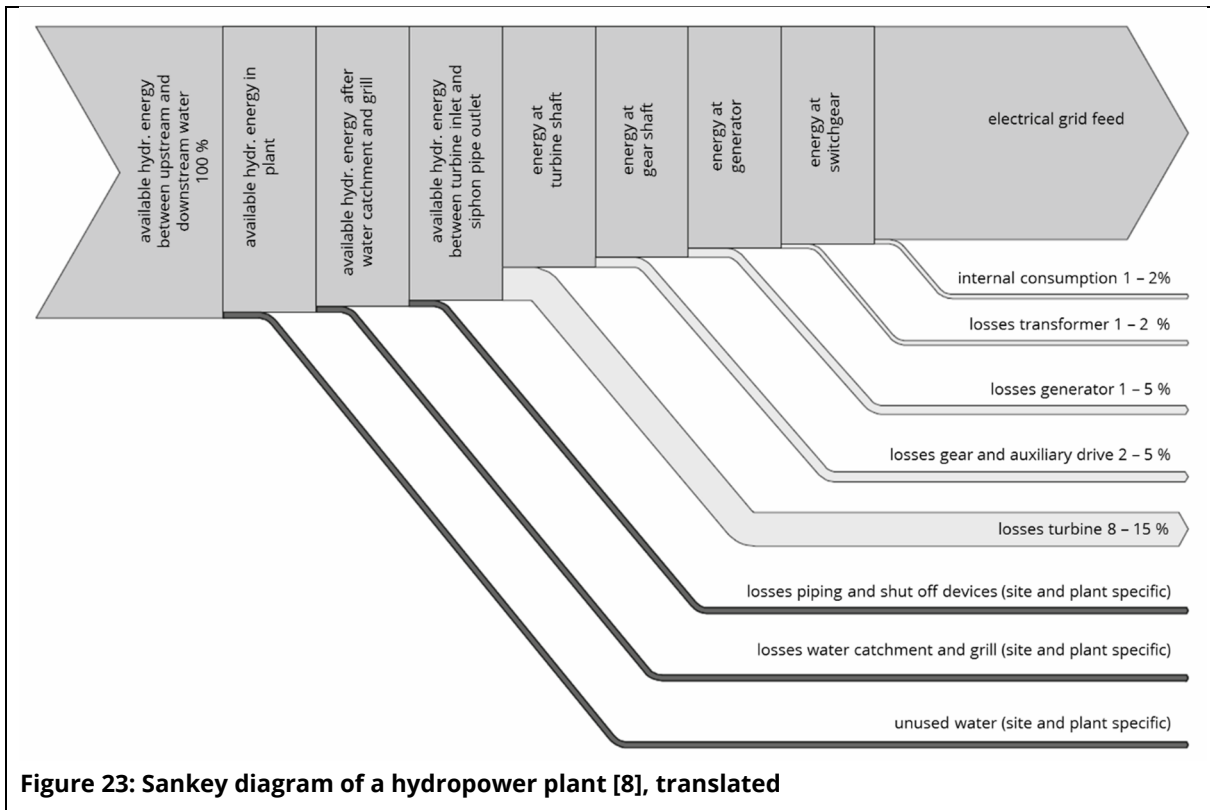 available hydr. energy
between upstream and
downstream water
100 %
available hydr. energy in
plant
available hydr. energy after
water catchment and grill
available hydr. energy
between turbine inlet and
siphon pipe outlet
energy at
turbine shaft
energy at
gear shaft
energy at
generator
energy at
switchgear
electrical grid feed
internal consumption 1 – 2%
losses transformer 1 – 2 %
losses generator 1 – 5 %
losses gear and auxiliary drive 2 – 5 %
losses turbine 8 – 15 %
losses piping and shut off devices (site and plant specific)
losses water catchment and grill (site and plant specific)
unused water (site and plant specific)
Figure 23: Sankey diagram of a hydropower plant [8], translated